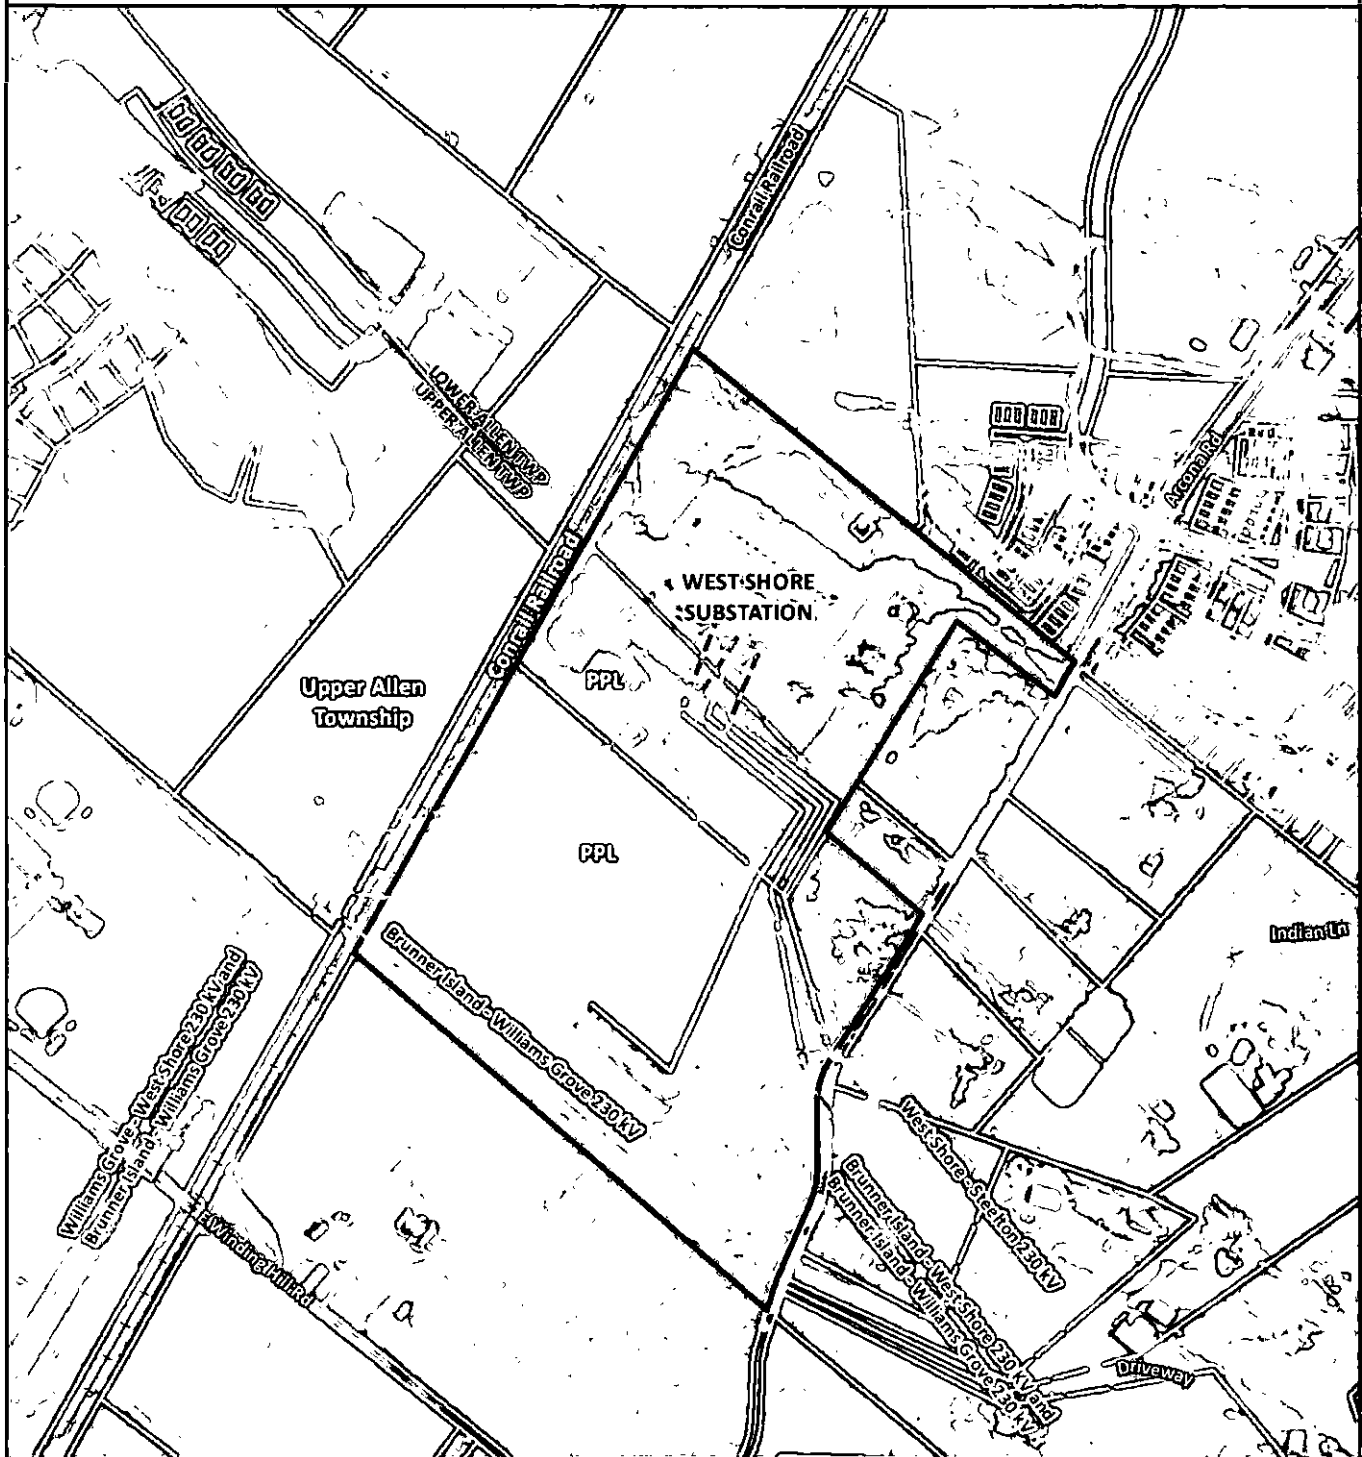 Conrail Railroad
LOWER ALLEN TWP
UPPER ALLEN TWP
Arcona Rd
Conrail Railroad
WEST SHORE
SUBSTATION
PPL
Upper Allen
Township
PPL
Indian Ln
Brunner Island - Williams Grove 230 kV
Williams Grove - West Shore 230 kV and
Brunner Island - Williams Grove 230 kV
West Shore - Steelton 230 kV
Brunner Island - West Shore 230 kV and
Brunner Island - Williams Grove 230 kV
Winding Hill Rd
Driveway